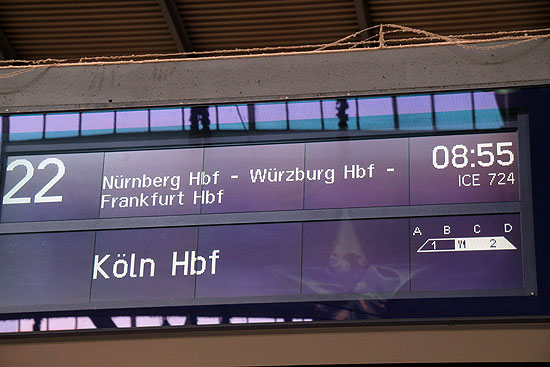 22
Nürnberg Hbf - Würzburg Hbf -
Frankfurt Hbf
08:55
ICE 724
Köln Hbf
A B C D
1 2